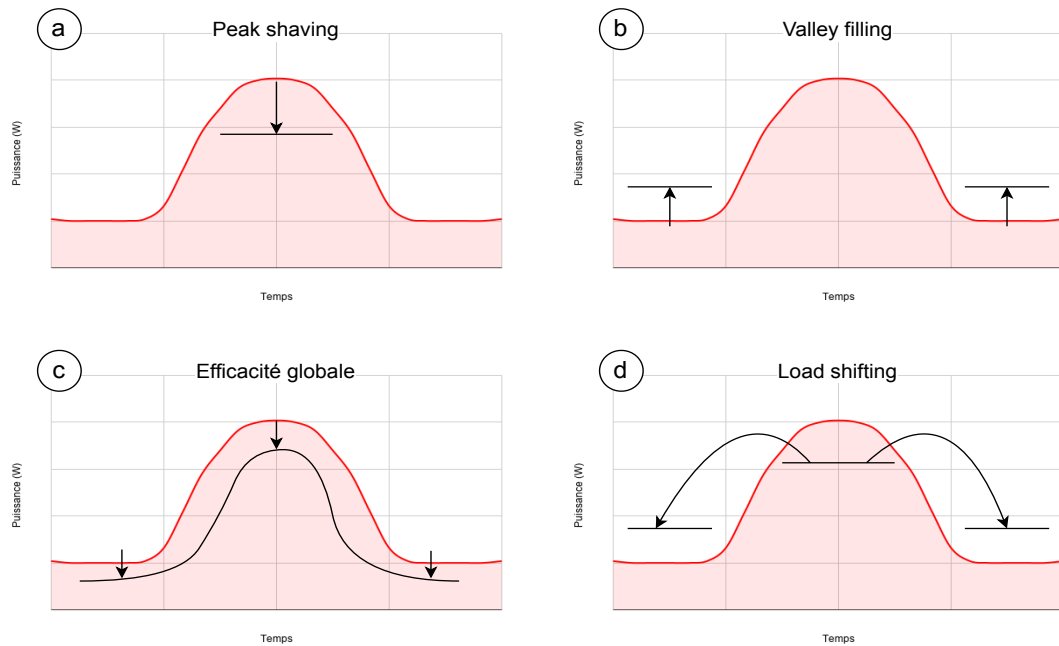 a
Peak shaving
Puissance (W)
Temps
b
Valley filling
Puissance (W)
Temps
c
Efficacité globale
Puissance (W)
Temps
d
Load shifting
Puissance (W)
Temps